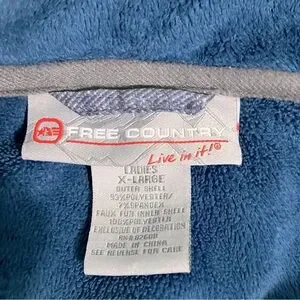 FREE COUNTRY
Live in it!®
LADIES
X-LARGE
OUTER SHELL
93%POLYESTER/
7%SPANDEX
FAUX FUR INNER SHELL
100%POLYESTER
EXCLUSIVE OF DECORATION
MADE IN CHINA
SEE REVERSE FOR CARE